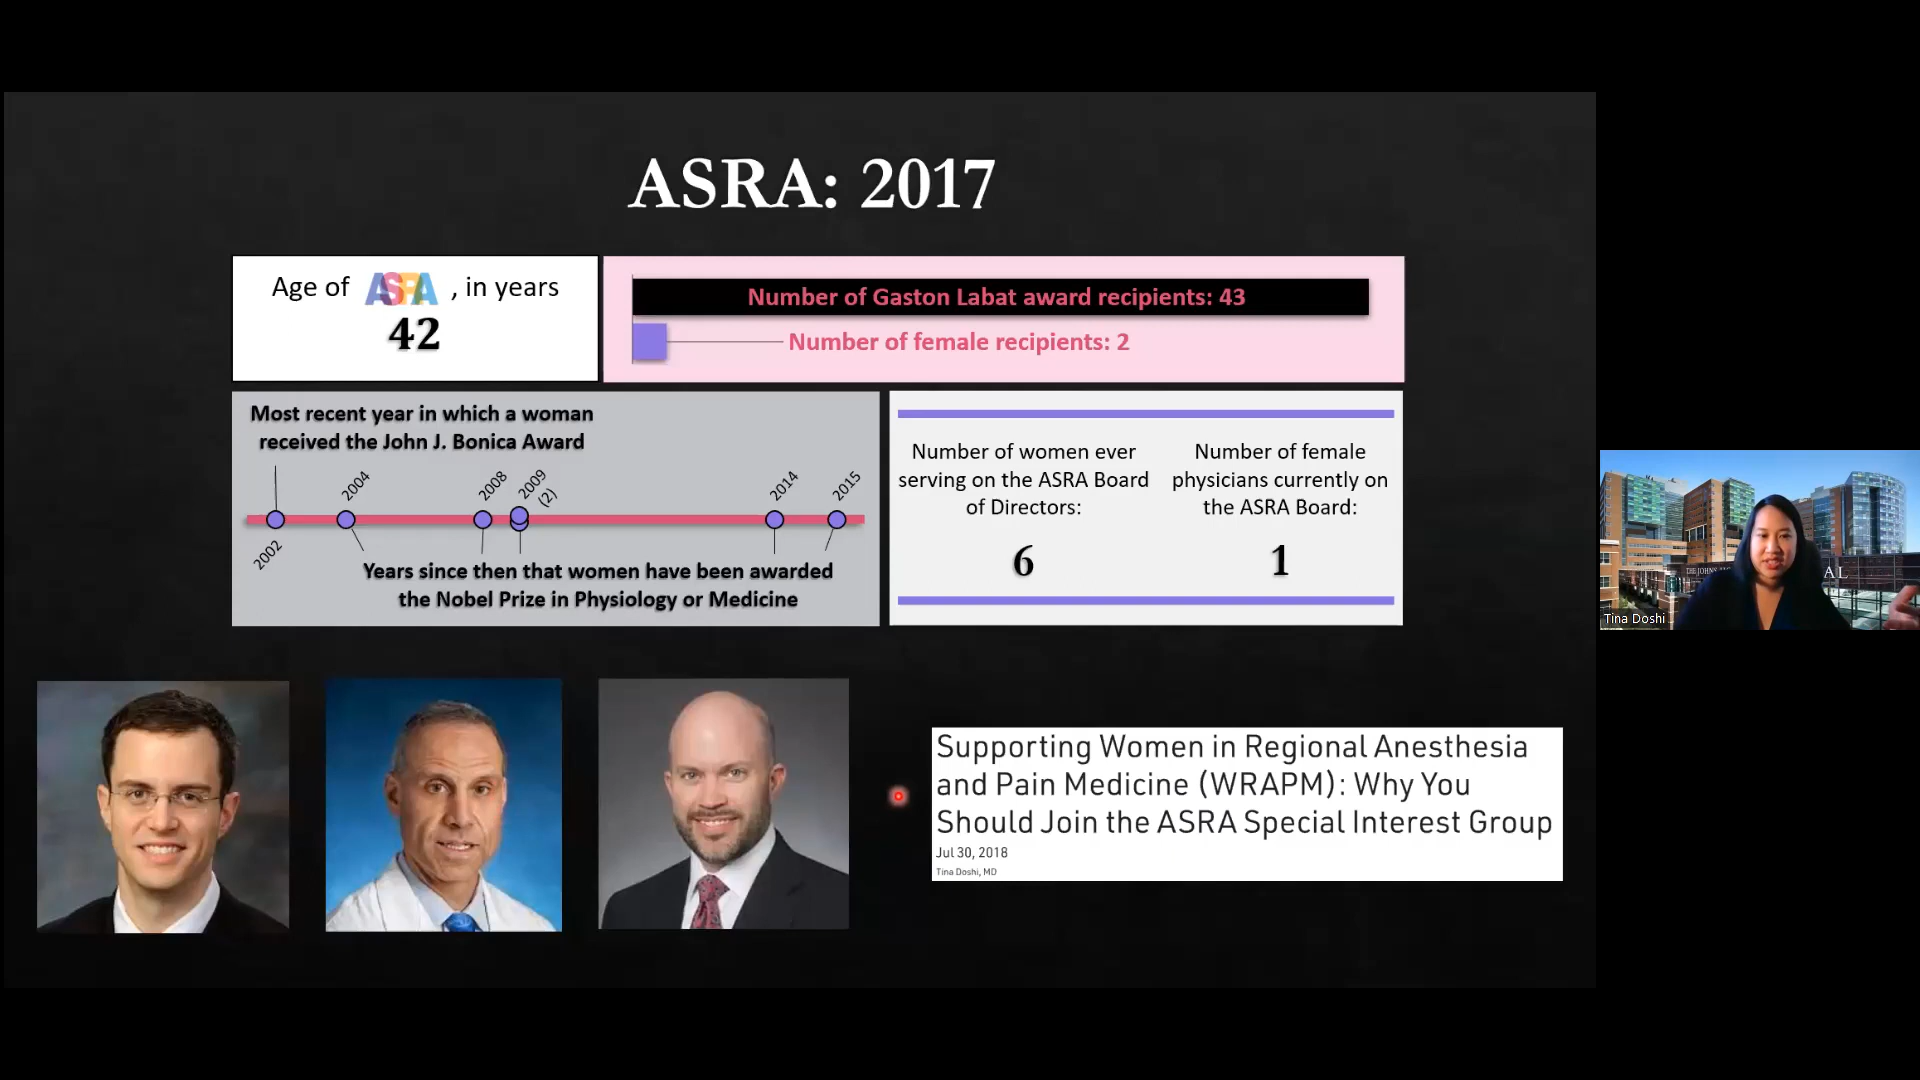 ASRA: 2017
Age of ASRA , in years
42
Number of Gaston Labat award recipients: 43
Number of female recipients: 2
Most recent year in which a woman
received the John J. Bonica Award
2002
2004
2008
2009
(2)
2014
2015
Years since then that women have been awarded
the Nobel Prize in Physiology or Medicine
Number of women ever
serving on the ASRA Board
of Directors:
6
Number of female
physicians currently on
the ASRA Board:
1
Supporting Women in Regional Anesthesia
and Pain Medicine (WRAPM): Why You
Should Join the ASRA Special Interest Group
Jul 30, 2018
Tina Doshi, MD
THE JOHNS
AL
Tina Doshi